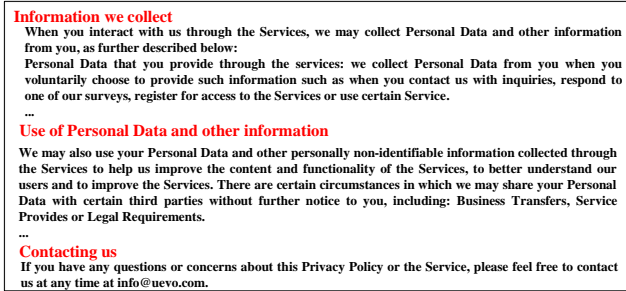 Information we collect
When you interact with us through the Services, we may collect Personal Data and other information
from you, as further described below:
Personal Data that you provide through the services: we collect Personal Data from you when you
voluntarily choose to provide such information such as when you contact us with inquiries, respond to
one of our surveys, register for access to the Services or use certain Service.
...
Use of Personal Data and other information
We may also use your Personal Data and other personally non-identifiable information collected through
the Services to help us improve the content and functionality of the Services, to better understand our
users and to improve the Services. There are certain circumstances in which we may share your Personal
Data with certain third parties without further notice to you, including: Business Transfers, Service
Provides or Legal Requirements.
...
Contacting us
If you have any questions or concerns about this Privacy Policy or the Service, please feel free to contact
us at any time at info@uevo.com.